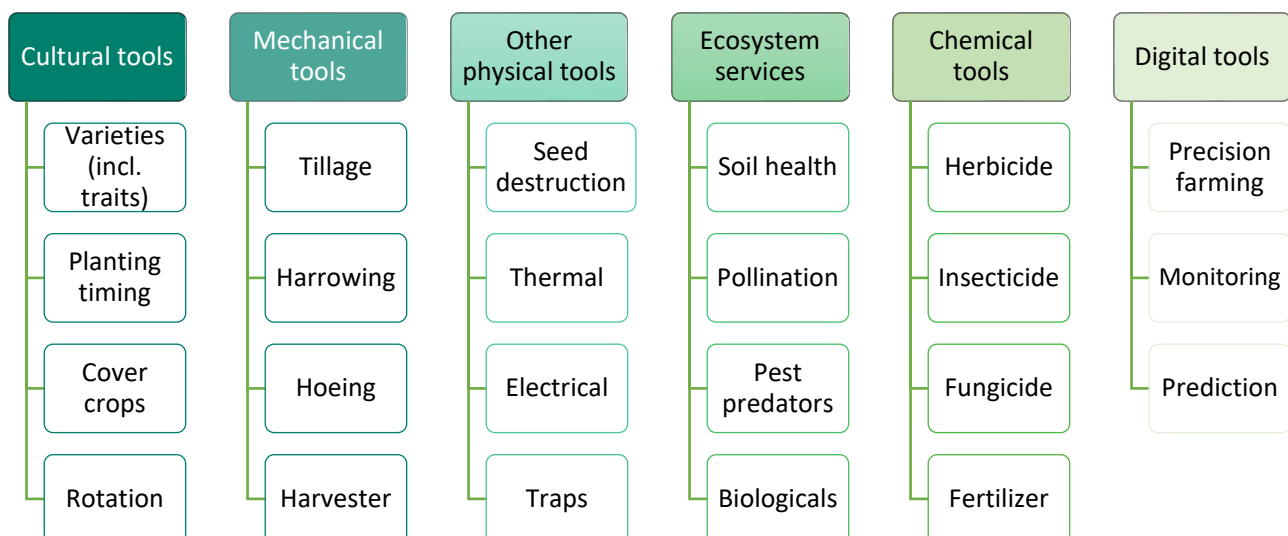 Cultural tools
Varieties
(incl.
traits)
Planting
timing
Cover
crops
Rotation
Mechanical
tools
Tillage
Harrowing
Hoeing
Harvester
Other
physical tools
Seed
destruction
Thermal
Electrical
Traps
Ecosystem
services
Soil health
Pollination
Pest
predators
Biologicals
Chemical
tools
Herbicide
Insecticide
Fungicide
Fertilizer
Digital tools
Precision
farming
Monitoring
Prediction